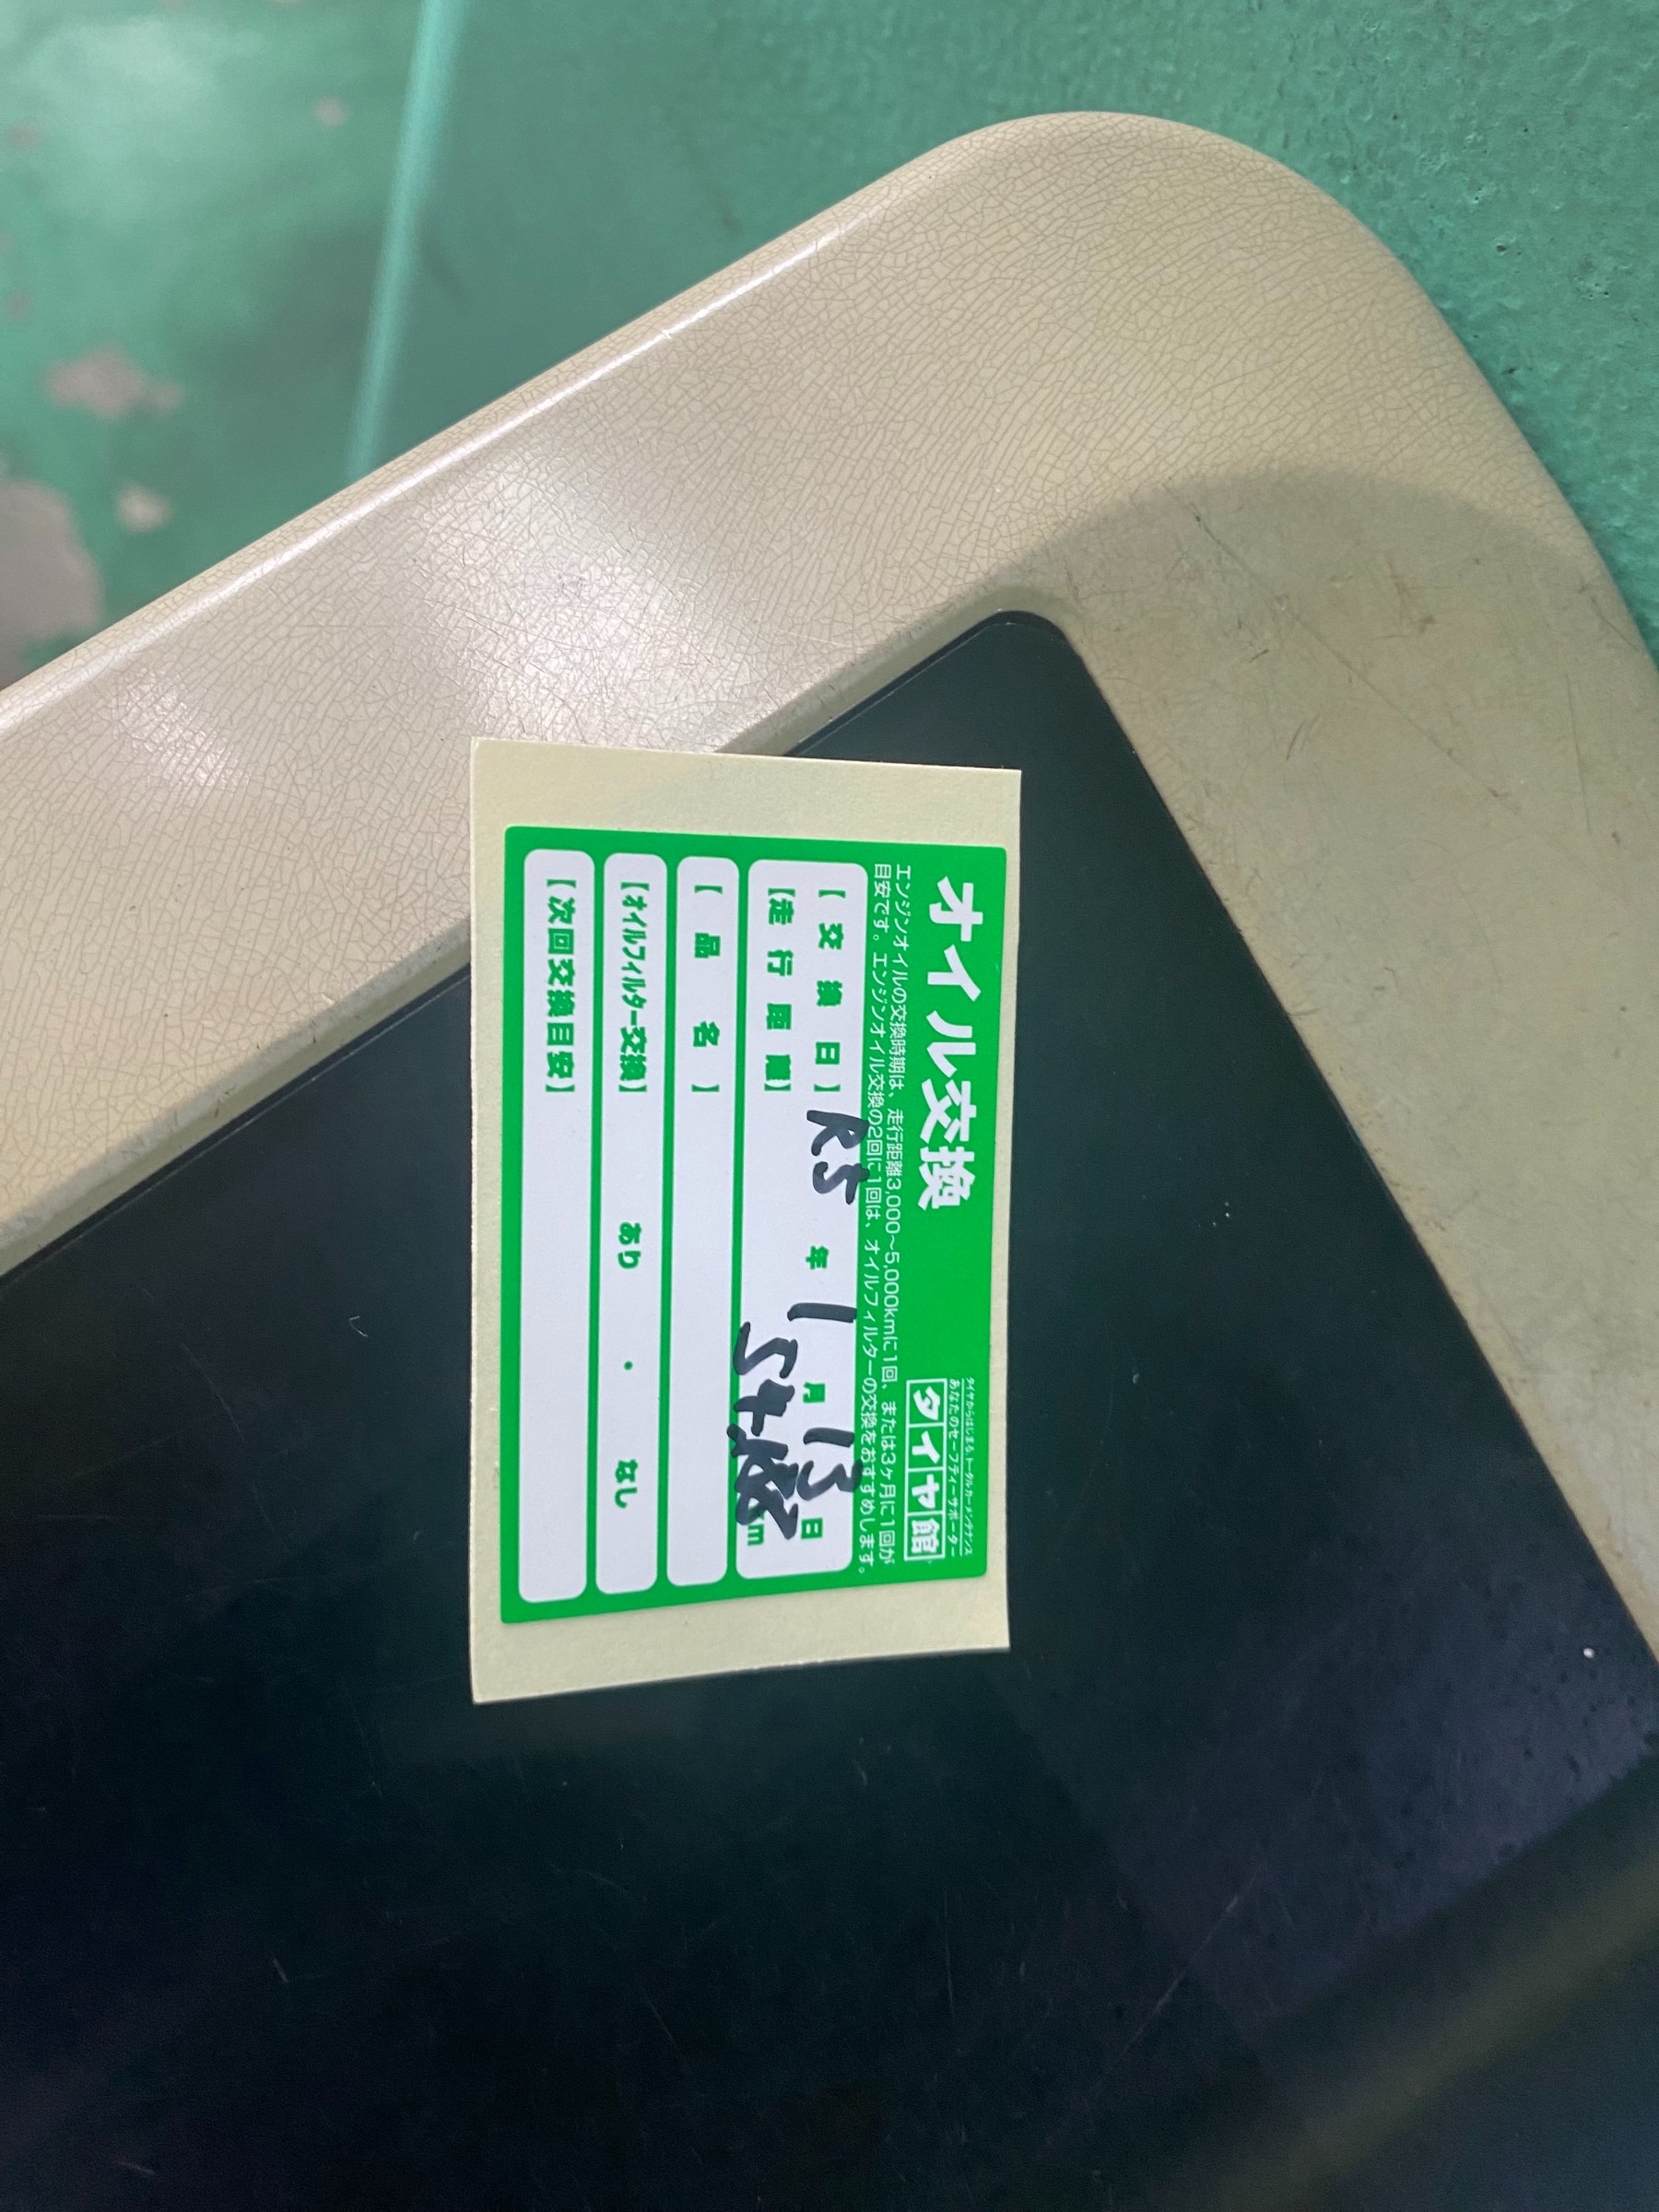 オイル交換
タイヤからはじまるトータルカーメンテナンス
あなたのセーフティーサポーター
タイヤ館
エンジンオイルの交換時期は、走行距離3,000～5,000kmに1回、または3ヶ月に1回が
目安です。エンジンオイル交換の2回に1回は、オイルフィルターの交換をおすすめします。
【交換日】 R5 年 1 月 13 日
【走行距離】 km
【品名】
【オイルフィルター交換】 あり ・ なし
【次回交換目安】